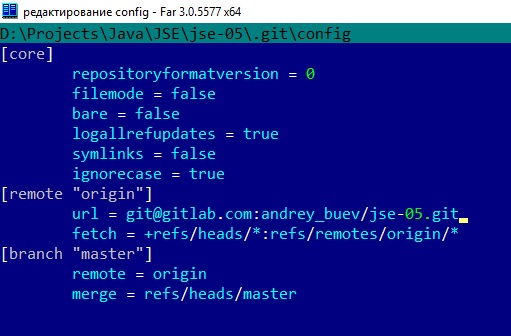 редактирование config - Far 3.0.5577 x64
D:\Projects\Java\JSE\jse-05\.git\config
[core]
repositoryformatversion = 0
filemode = false
bare = false
logallrefupdates = true
symlinks = false
ignorecase = true
[remote "origin"]
url = git@gitlab.com:andrey_buev/jse-05.git
fetch = +refs/heads/*:refs/remotes/origin/*
[branch "master"]
remote = origin
merge = refs/heads/master